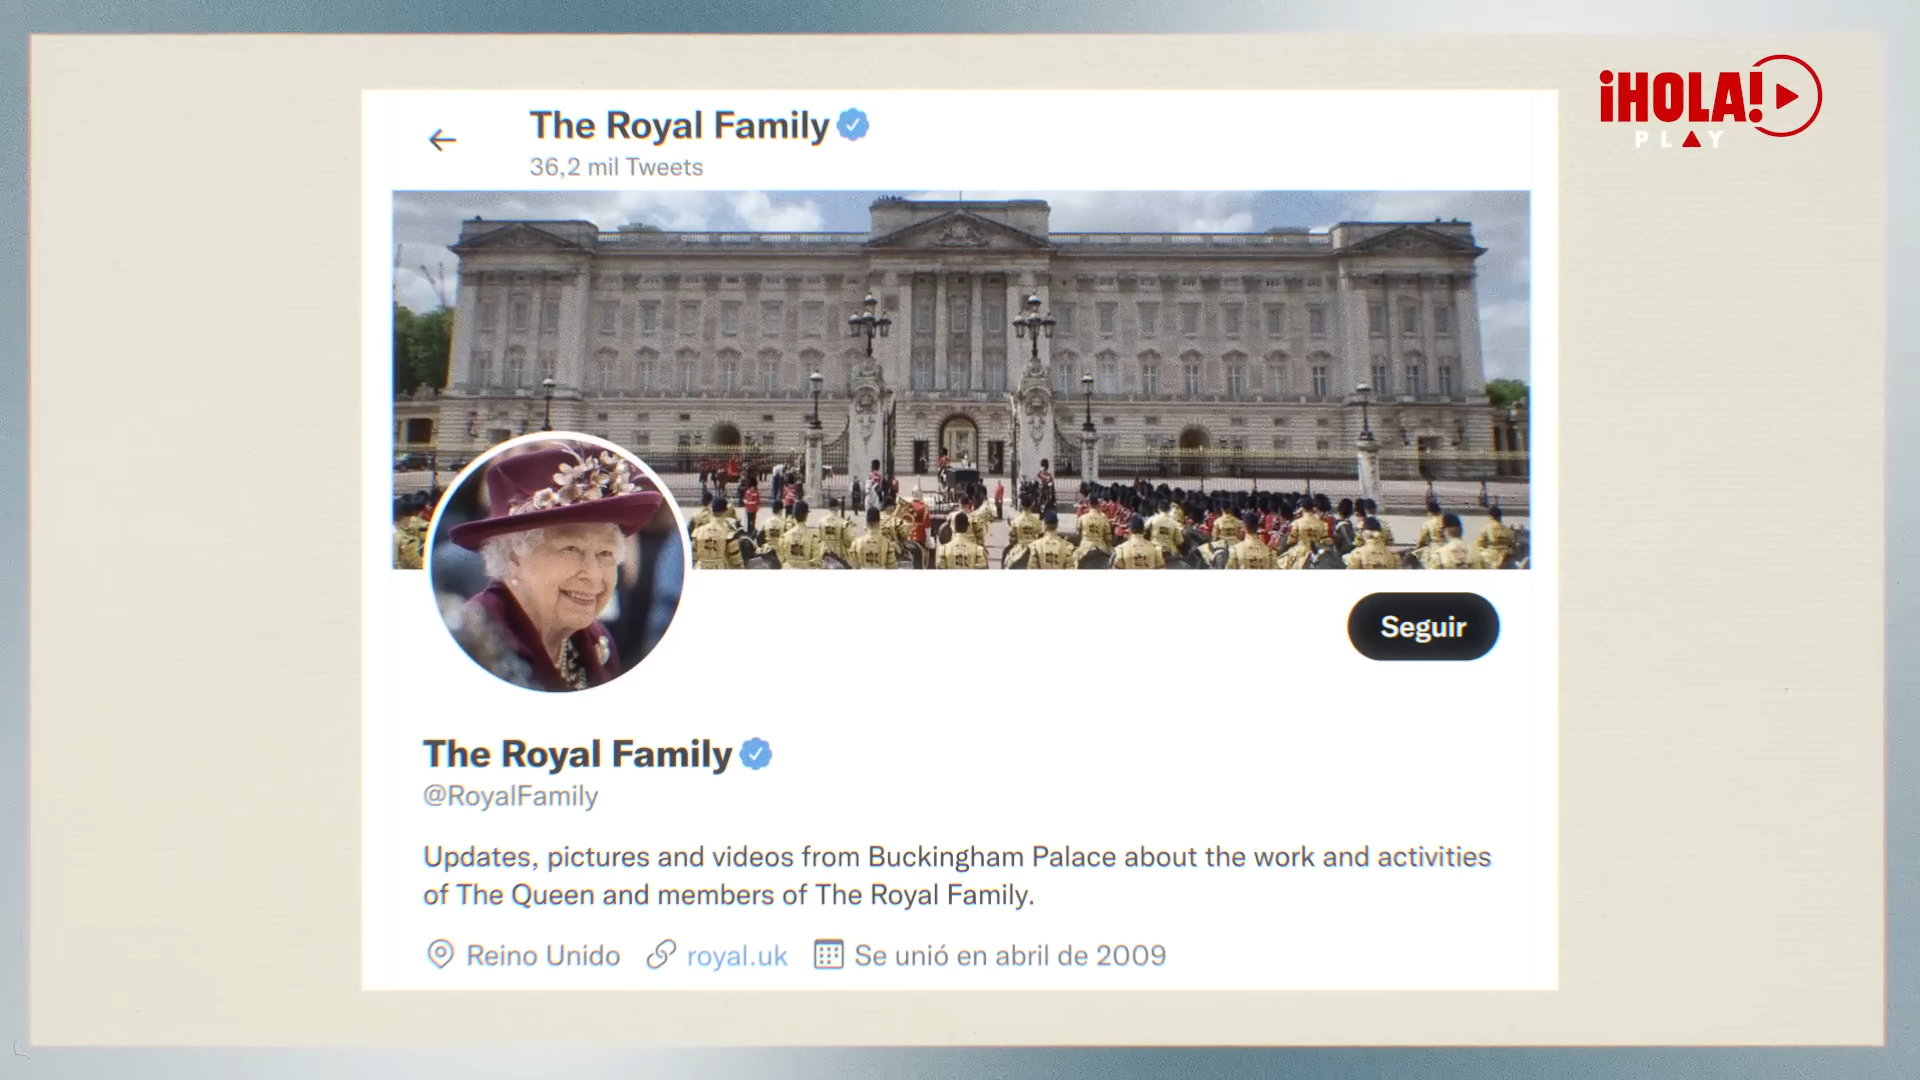 The Royal Family
36,2 mil Tweets
¡HOLA!
PLAY
Seguir
The Royal Family
@RoyalFamily
Updates, pictures and videos from Buckingham Palace about the work and activities
of The Queen and members of The Royal Family.
Reino Unido royal.uk Se unió en abril de 2009